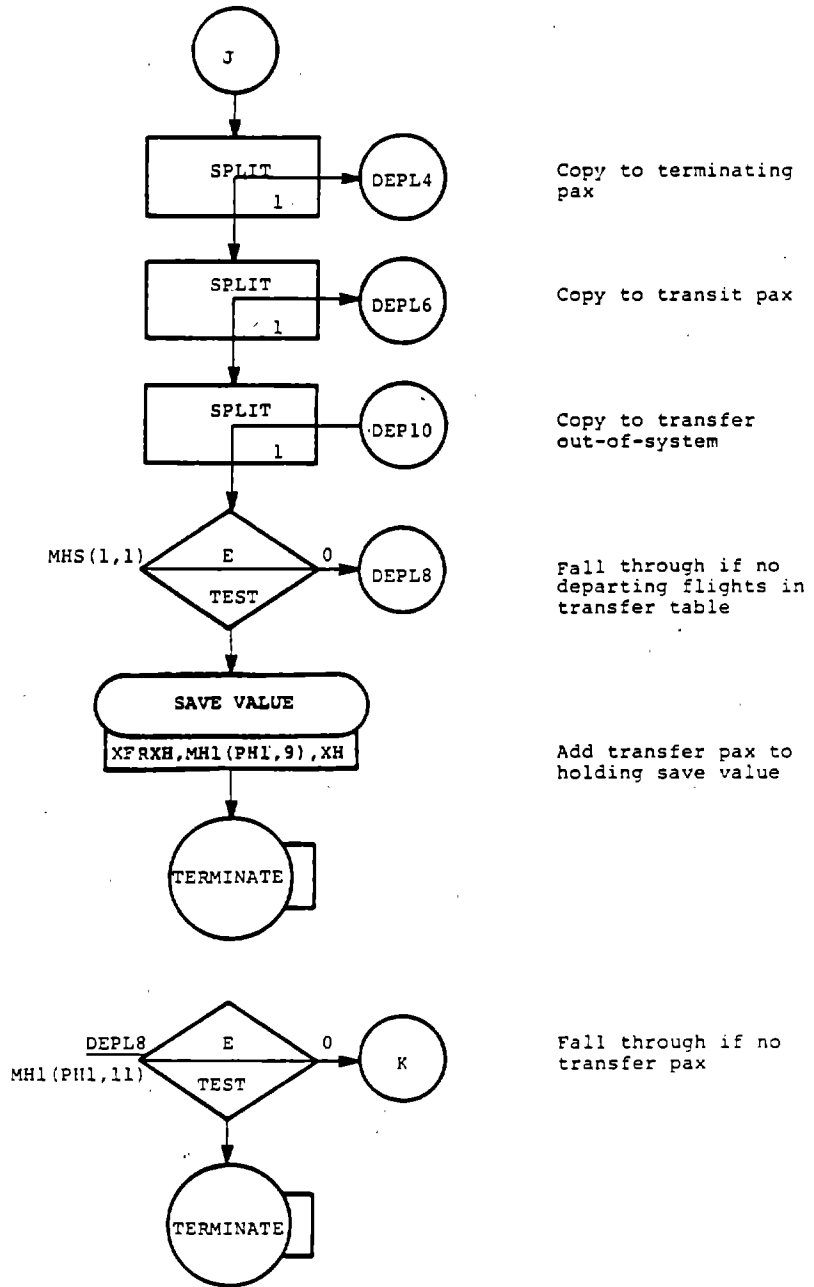 J
SPLIT
1
DEPL4
Copy to terminating
pax
SPLIT
1
DEPL6
Copy to transit pax
SPLIT
1
DEP10
Copy to transfer
out-of-system
MHS(1,1)
E
TEST
0
DEPL8
Fall through if no
departing flights in
transfer table
SAVE VALUE
XFRXH,MH1(PH1,9),XH
Add transfer pax to
holding save value
TERMINATE
DEPL8
MH1(PH1,11)
E
TEST
0
K
Fall through if no
transfer pax
TERMINATE